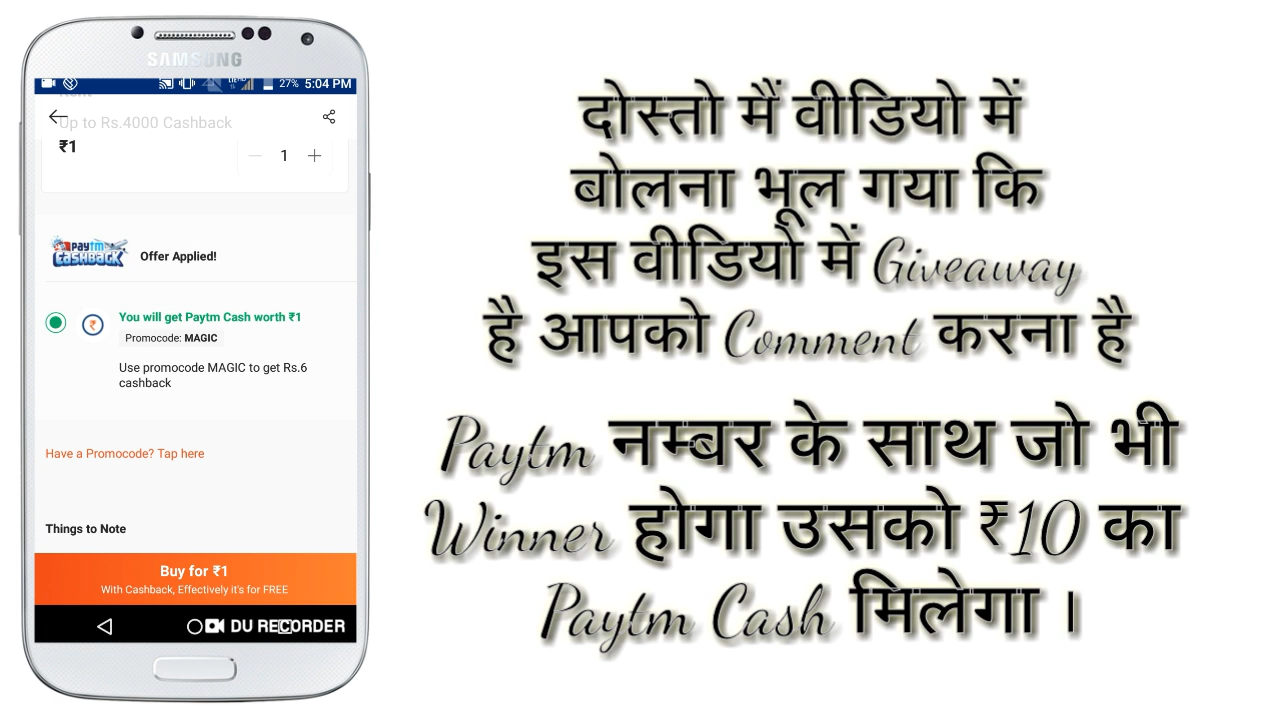 SAMSUNG
27% 5:04 PM
Up to Rs.4000 Cashback
₹1
1
Paytm
CASHBACK
Offer Applied!
You will get Paytm Cash worth ₹1
Promocode: MAGIC
Use promocode MAGIC to get Rs.6
cashback
Have a Promocode? Tap here
Things to Note
Buy for ₹1
With Cashback, Effectively it's for FREE
DU RECORDER
दोस्तो मैं वीडियो में
बोलना भूल गया कि
इस वीडियो में Giveaway
है आपको Comment करना है
Paytm नम्बर के साथ जो भी
Winner होगा उसको ₹10 का
Paytm Cash मिलेगा ।